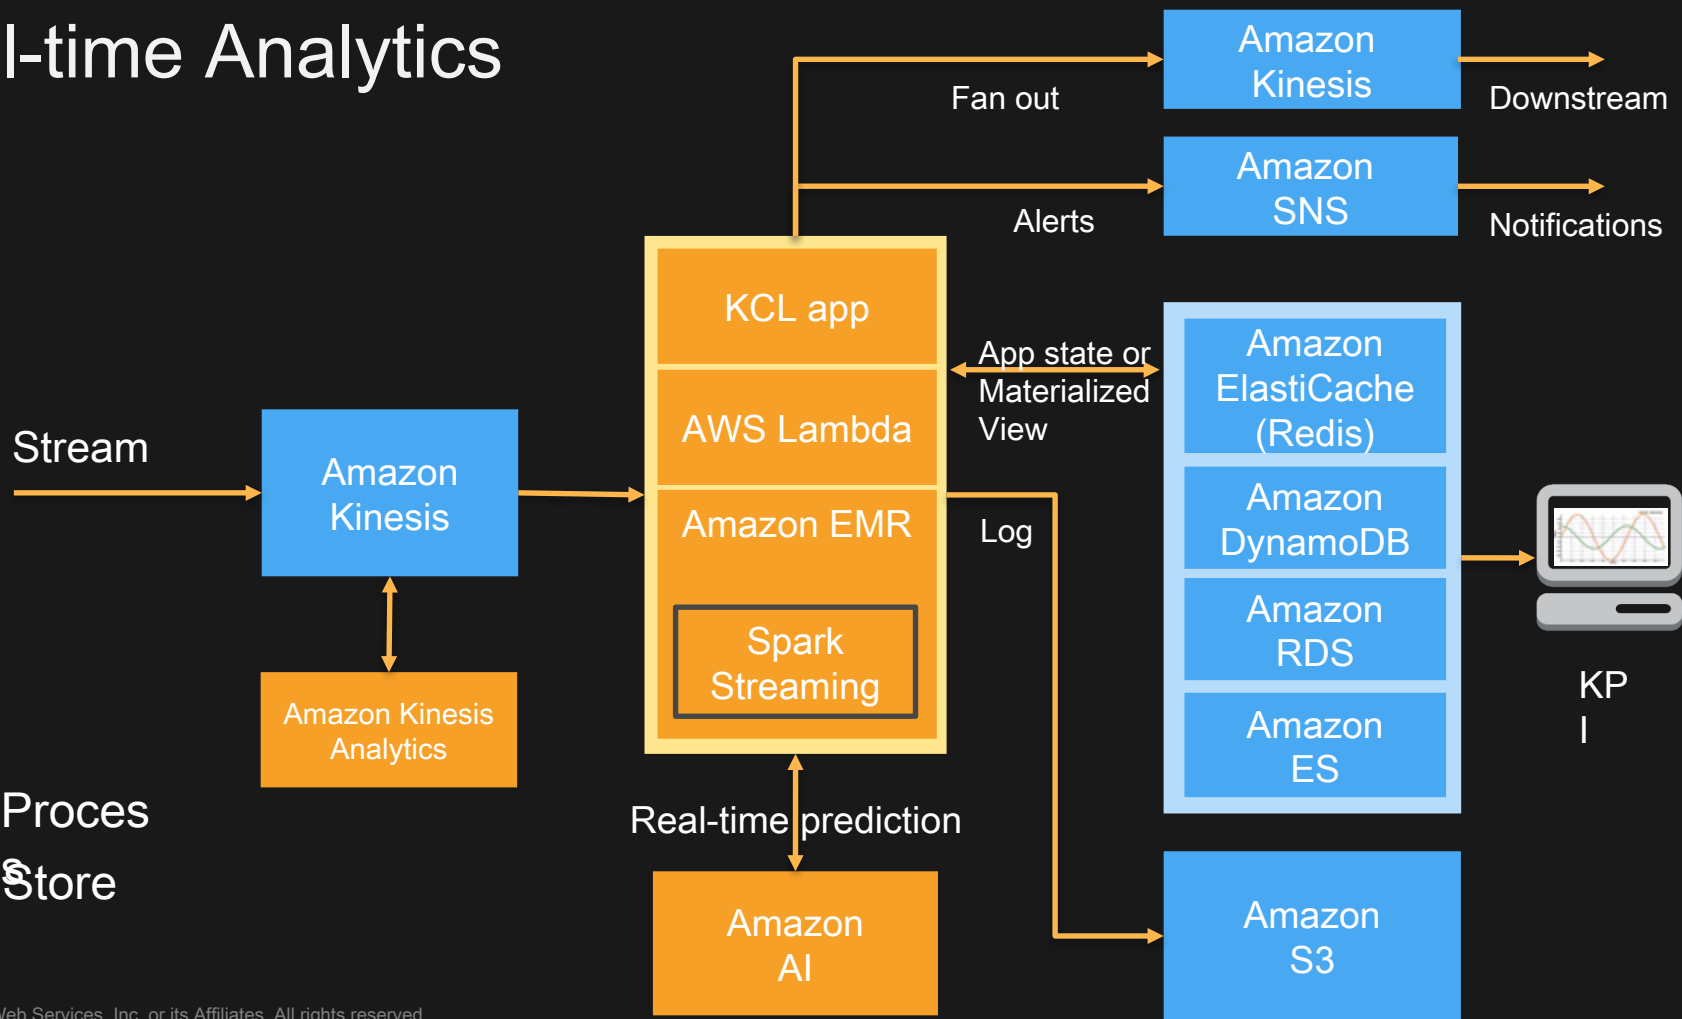 l-time Analytics
Amazon
Kinesis
Fan out
Downstream
Amazon
SNS
Alerts
Notifications
KCL app
App state or
Materialized
View
Amazon
ElastiCache
(Redis)
Stream
Amazon
Kinesis
AWS Lambda
Amazon EMR
Log
Amazon
DynamoDB
Spark
Streaming
Amazon
RDS
KP
I
Amazon Kinesis
Analytics
Amazon
ES
Proces
s
Store
Real-time prediction
Amazon
AI
Amazon
S3
Web Services, Inc. or its Affiliates. All rights reserved